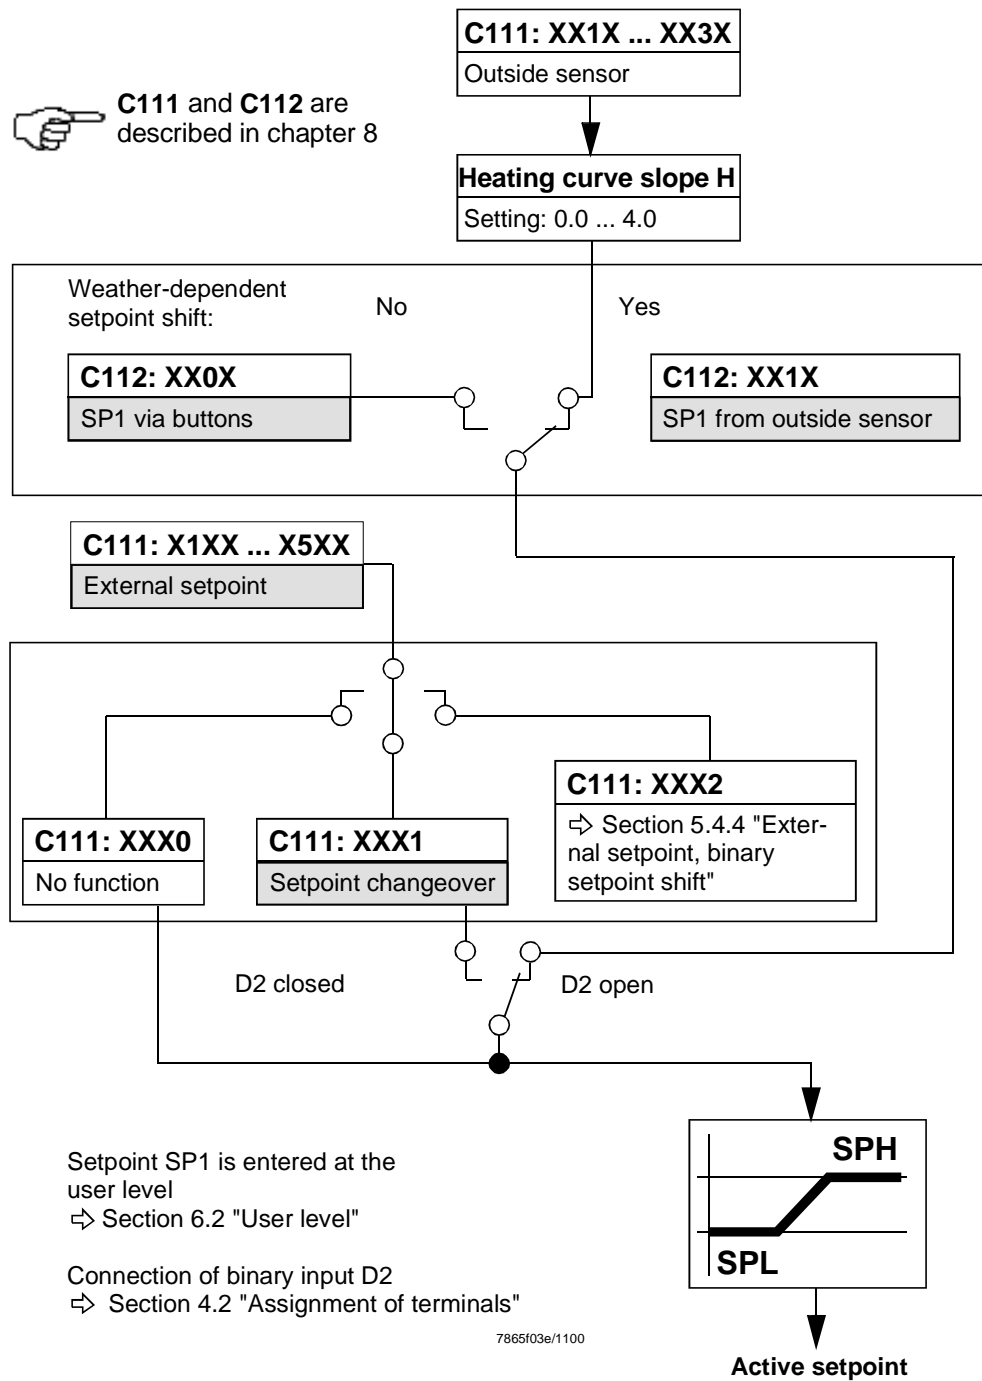 C111: XX1X ... XX3X
Outside sensor
C111 and C112 are
described in chapter 8
Heating curve slope H
Setting: 0.0 ... 4.0
Weather-dependent
setpoint shift:
No
Yes
C112: XX0X
SP1 via buttons
C112: XX1X
SP1 from outside sensor
C111: X1XX ... X5XX
External setpoint
C111: XXX0
No function
C111: XXX1
Setpoint changeover
C111: XXX2
⇨ Section 5.4.4 "Exter-
nal setpoint, binary
setpoint shift"
D2 closed
D2 open
Setpoint SP1 is entered at the
user level
⇨ Section 6.2 "User level"
Connection of binary input D2
⇨ Section 4.2 "Assignment of terminals"
SPH
SPL
7865f03e/1100
Active setpoint